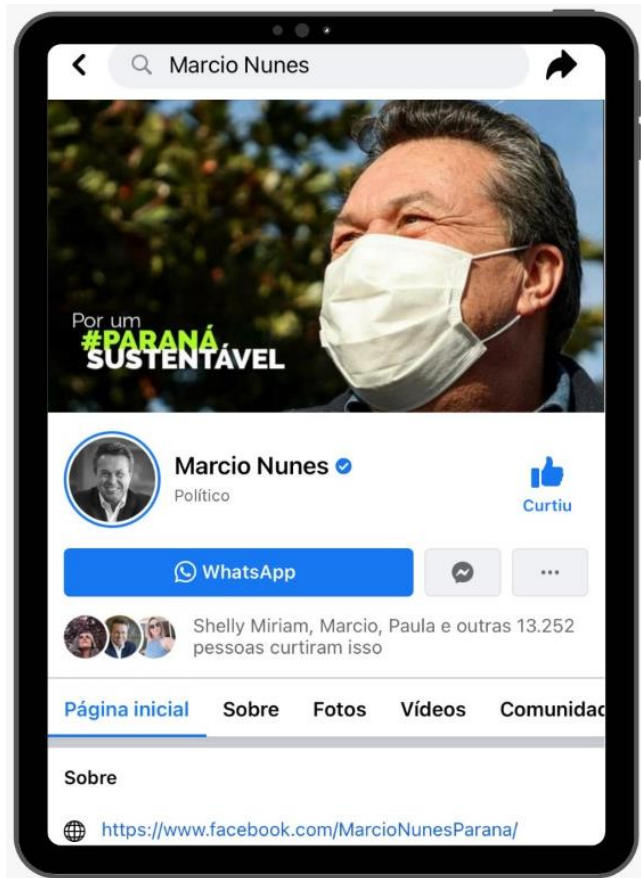 Marcio Nunes
Por um
#PARANÁ
SUSTENTÁVEL
Marcio Nunes
Político
Curtiu
WhatsApp
Shelly Miriam, Marcio, Paula e outras 13.252
pessoas curtiram isso
Página inicial Sobre Fotos Vídeos Comunidad
Sobre
https://www.facebook.com/MarcioNunesParana/